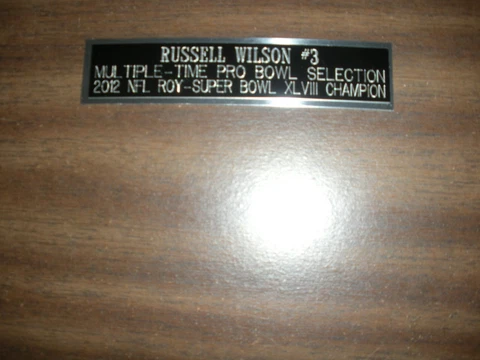 RUSSELL WILSON #3
MULTIPLE-TIME PRO BOWL SELECTION
2012 NFL ROY-SUPER BOWL XLVIII CHAMPION